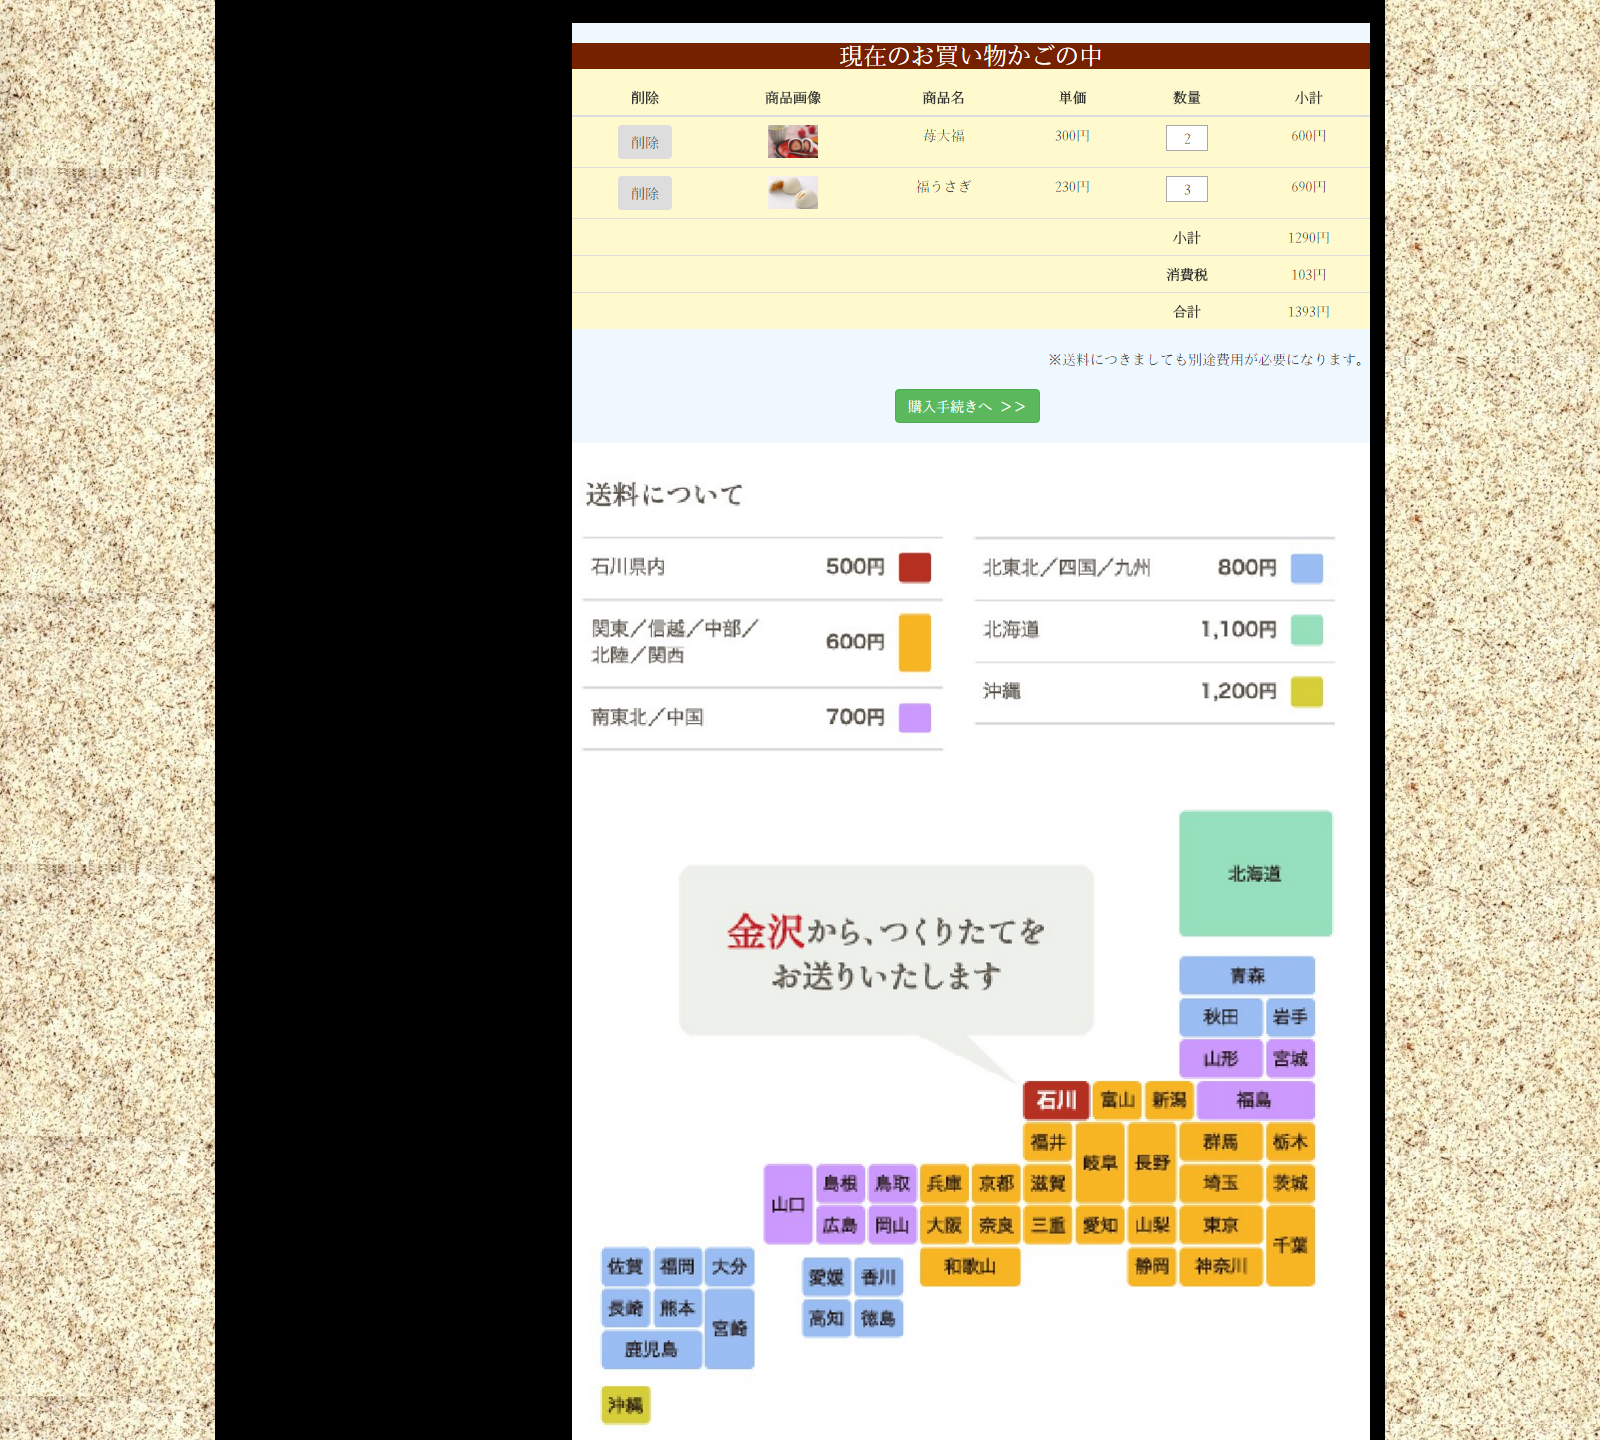 現在のお買い物かごの中
削除 商品画像 商品名 単価 数量 小計
削除 苺大福 300円 2 600円
削除 福うさぎ 230円 3 690円
小計 1290円
消費税 103円
合計 1393円
※送料につきましても別途費用が必要になります。
購入手続きへ >>
送料について
石川県内 500円
関東／信越／中部／
北陸／関西 600円
南東北／中国 700円
北東北／四国／九州 800円
北海道 1,100円
沖縄 1,200円
北海道
金沢から、つくりたてを
お送りいたします
青森
秋田 岩手
山形 宮城
石川 富山 新潟 福島
福井 岐阜 長野 群馬 栃木
山口 島根 鳥取 兵庫 京都 滋賀 埼玉 茨城
広島 岡山 大阪 奈良 三重 愛知 山梨 東京 千葉
和歌山 静岡 神奈川
佐賀 福岡 大分 愛媛 香川
長崎 熊本 宮崎 高知 徳島
鹿児島
沖縄